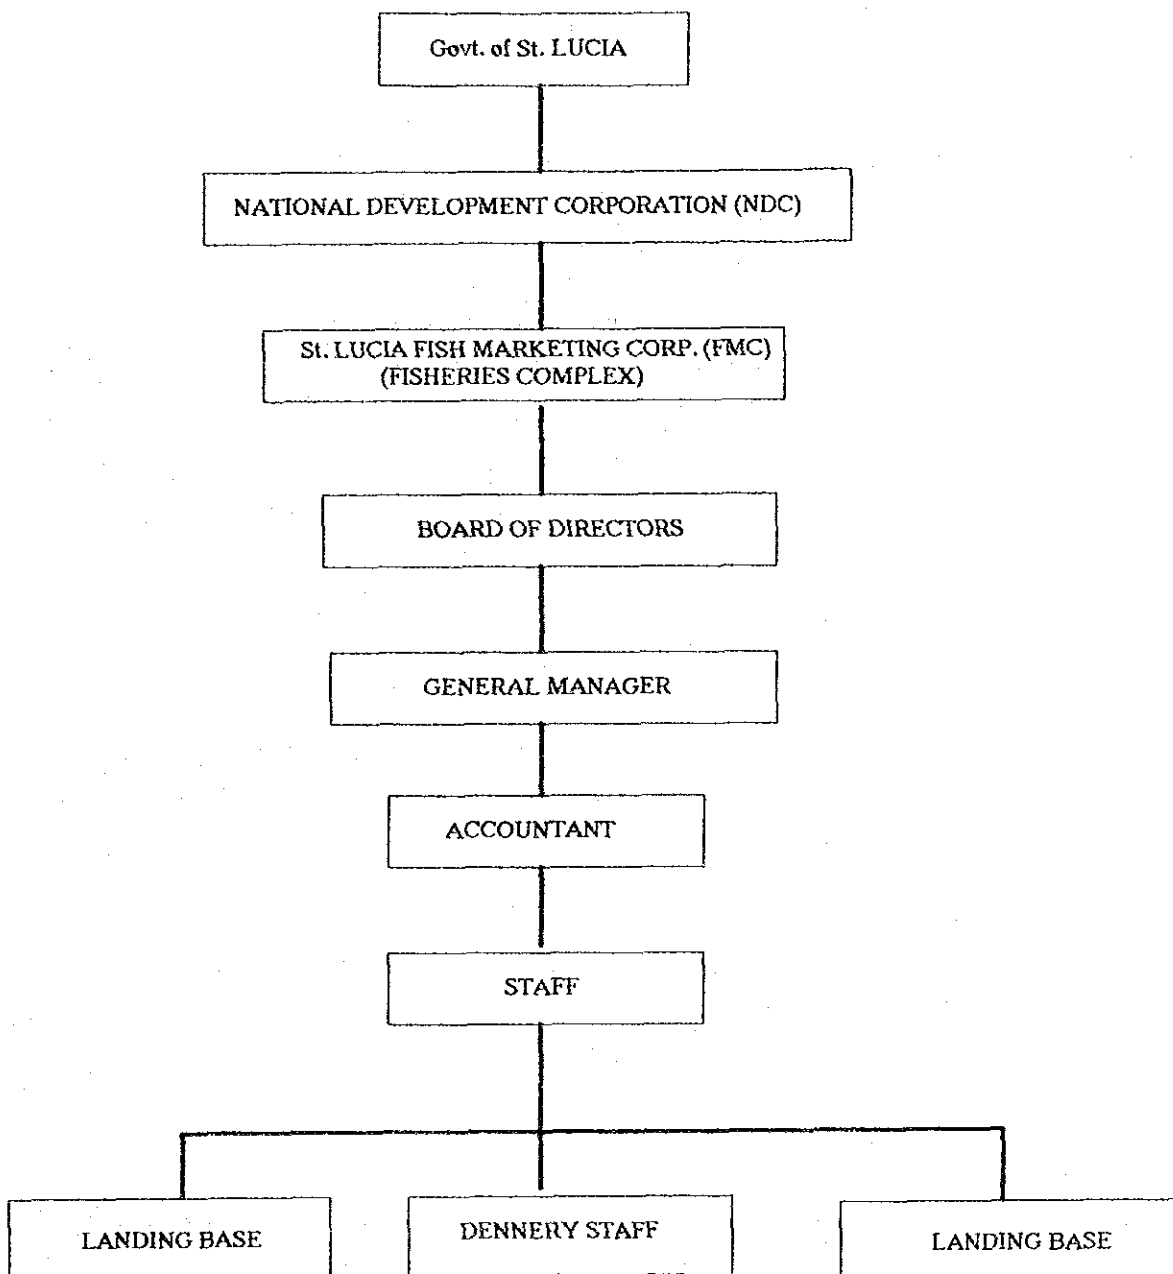 Govt. of St. LUCIA
NATIONAL DEVELOPMENT CORPORATION (NDC)
St. LUCIA FISH MARKETING CORP. (FMC)
(FISHERIES COMPLEX)
BOARD OF DIRECTORS
GENERAL MANAGER
ACCOUNTANT
STAFF
LANDING BASE
DENNERY STAFF
LANDING BASE